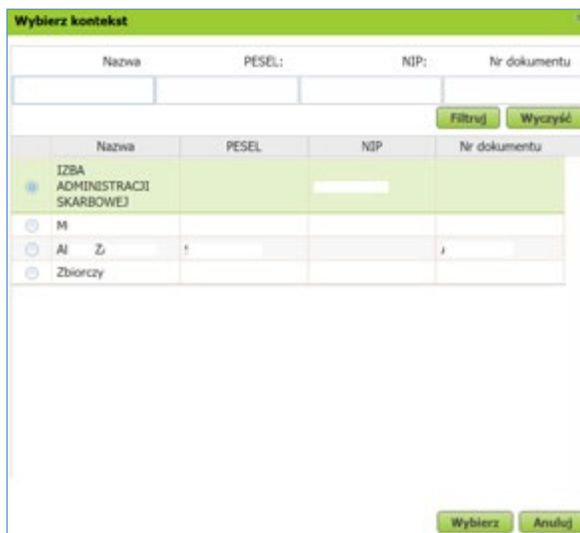 Wybierz kontekst
Nazwa PESEL: NIP: Nr dokumentu
Filtruj Wyczyść
Nazwa PESEL NIP Nr dokumentu
IZBA
ADMINISTRACJI
SKARBOWEJ
M
Zbiorczy
Wybierz Anuluj